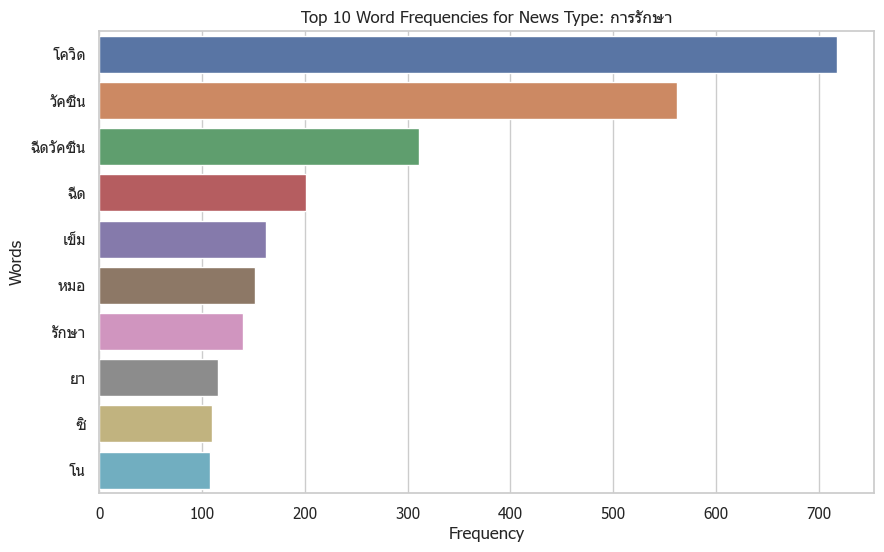 Top 10 Word Frequencies for News Type: การรักษา
Words
โควิด
วัคซีน
ฉีดวัคซีน
ฉีด
เข็ม
หมอ
รักษา
ยา
ซิ
โน
0 100 200 300 400 500 600 700
Frequency